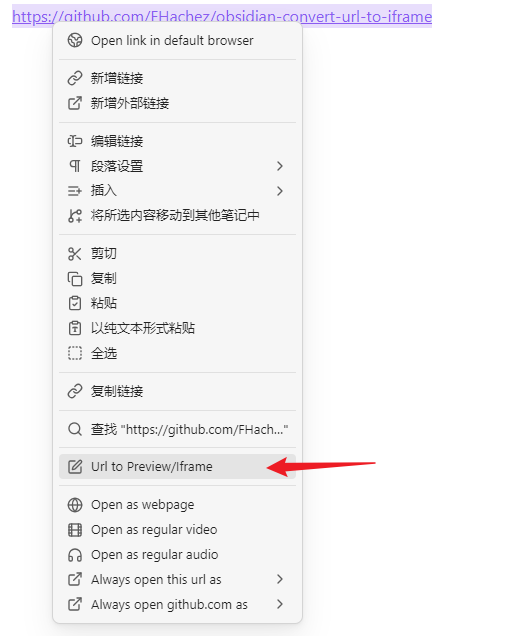 https://github.com/FHachez/obsidian-convert-url-to-iframe
Open link in default browser
新增链接
新增外部链接
编辑链接
段落设置
插入
将所选内容移动到其他笔记中
剪切
复制
粘贴
以纯文本形式粘贴
全选
复制链接
查找 "https://github.com/FHach..."
Url to Preview/Iframe
Open as webpage
Open as regular video
Open as regular audio
Always open this url as
Always open github.com as